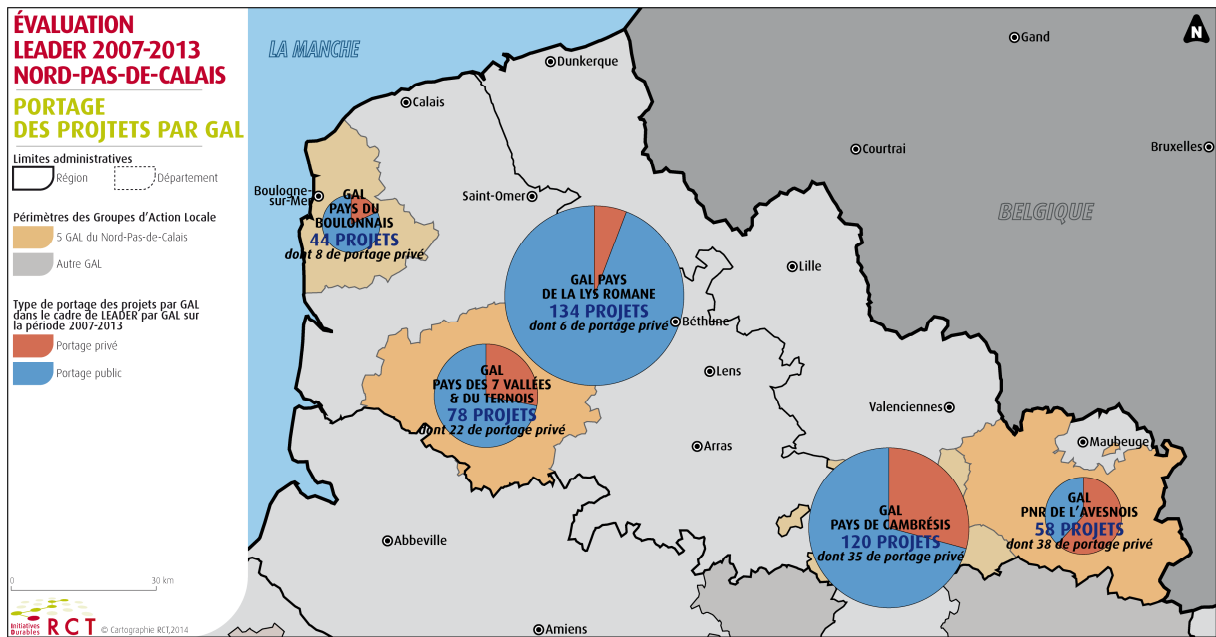 ÉVALUATION
LEADER 2007-2013
NORD-PAS-DE-CALAIS
PORTAGE
DES PROJTETS PAR GAL
Limites administratives
Région
Département
Périmètres des Groupes d'Action Locale
5 GAL du Nord-Pas-de-Calais
Autre GAL
Type de portage des projets par GAL
dans le cadre de LEADER par GAL sur
la période 2007-2013
Portage privé
Portage public
0
30 km
Initiatives
Durables
RCT
© Cartographie RCT,2014
LA MANCHE
N
Gand
Dunkerque
Calais
Courtrai
Bruxelles
Boulogne-
sur-Mer
Saint-Omer
BELGIQUE
GAL
PAYS DU
BOULONNAIS
44 PROJETS
dont 8 de portage privé
Lille
GAL PAYS
DE LA LYS ROMANE
134 PROJETS
dont 6 de portage privé
Béthune
Lens
GAL
PAYS DES 7 VALLÉES
& DU TERNOIS
78 PROJETS
dont 22 de portage privé
Valenciennes
Maubeuge
Arras
GAL
PAYS DE CAMBRÉSIS
120 PROJETS
dont 35 de portage privé
GAL
PNR DE L'AVESNOIS
58 PROJETS
dont 38 de portage privé
Abbeville
Amiens